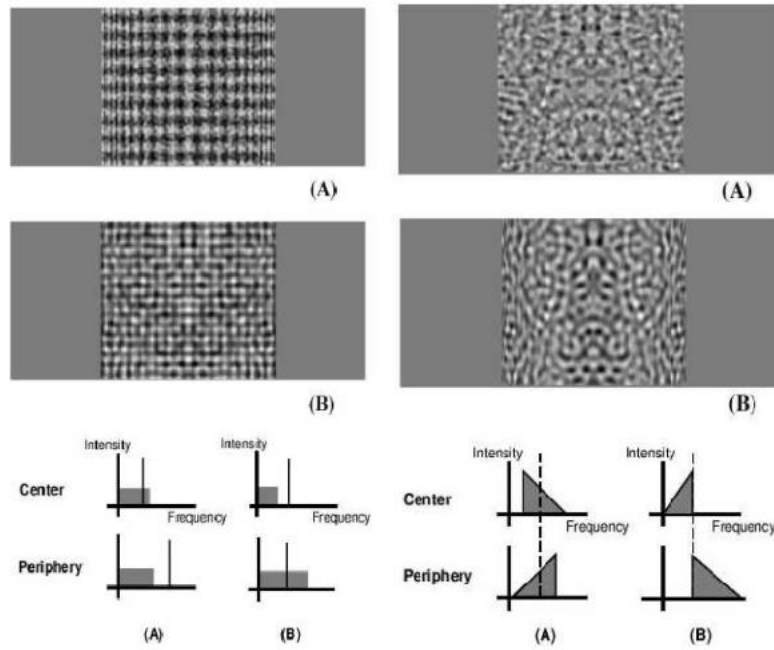 (A)
(A)
(B)
(B)
Intensity
Intensity
Center
Frequency
Frequency
Periphery
(A)
(B)
Intensity
Intensity
Center
Frequency
Frequency
Periphery
(A)
(B)